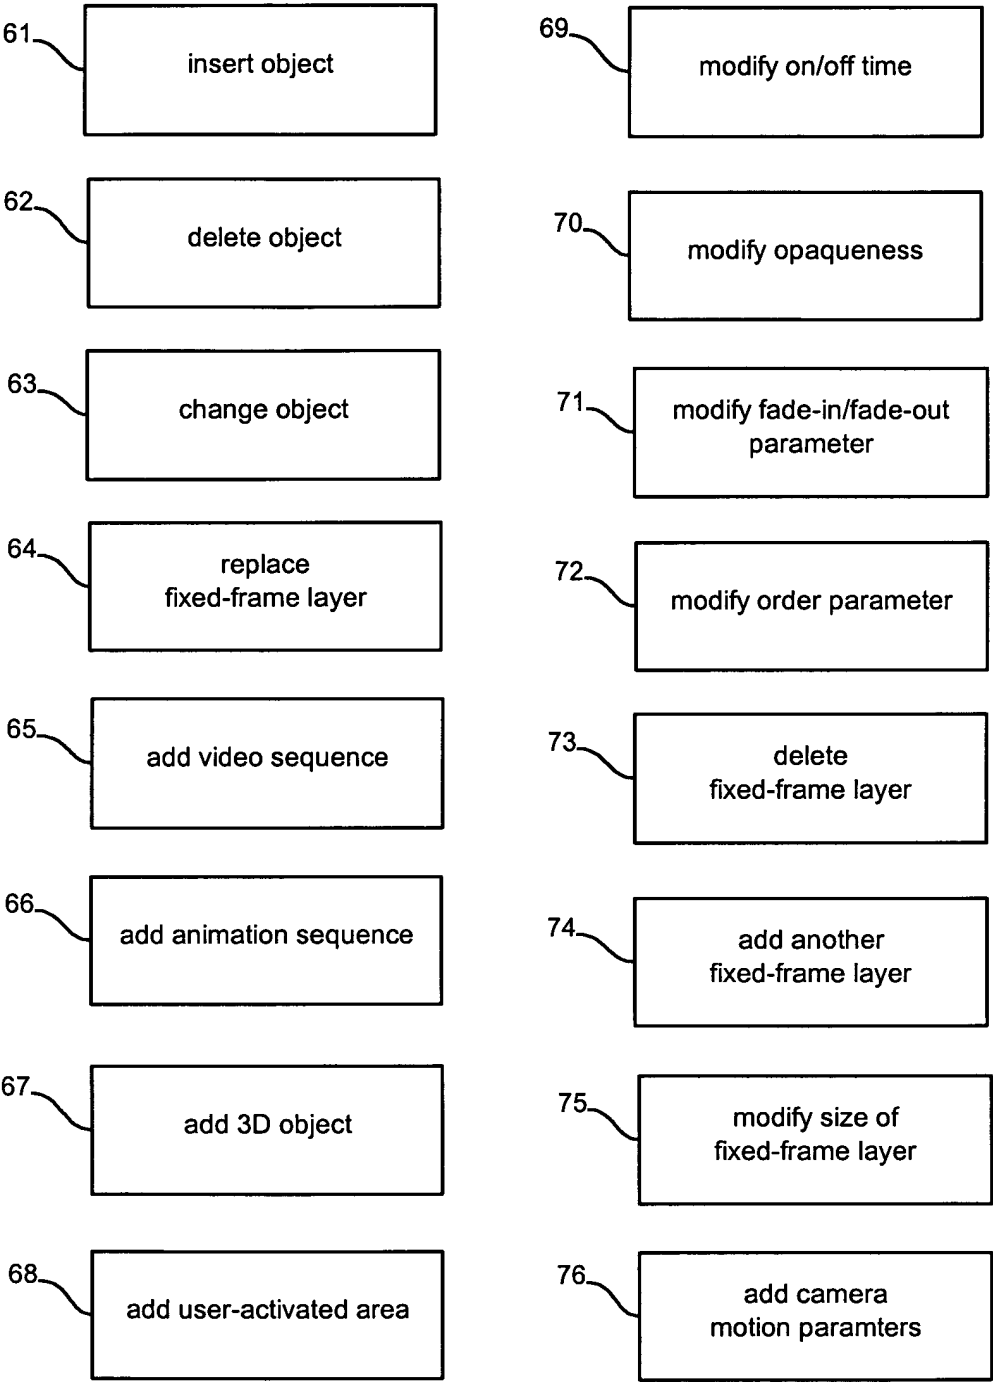 61
insert object
62
delete object
63
change object
64
replace
fixed-frame layer
65
add video sequence
66
add animation sequence
67
add 3D object
68
add user-activated area
69
modify on/off time
70
modify opaqueness
71
modify fade-in/fade-out
parameter
72
modify order parameter
73
delete
fixed-frame layer
74
add another
fixed-frame layer
75
modify size of
fixed-frame layer
76
add camera
motion paramters